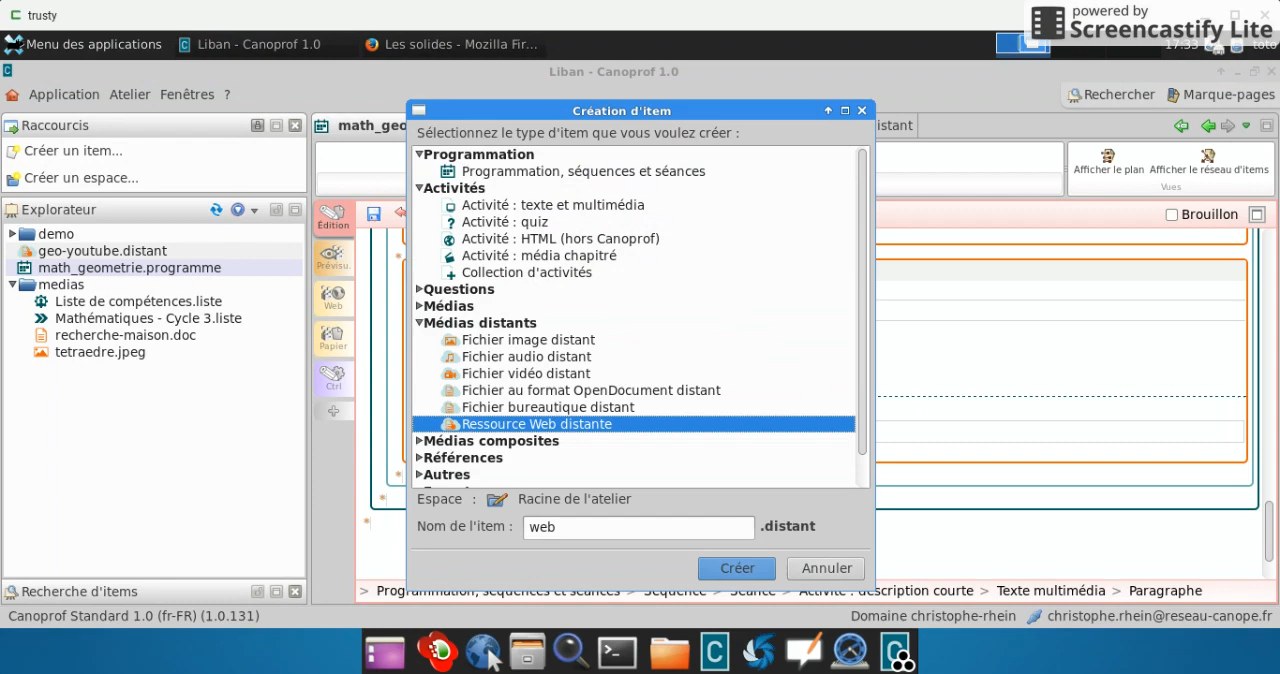 trusty
powered by
Screencastify Lite
Menu des applications
Liban - Canoprof 1.0
Les solides - Mozilla Fir...
17:33
toto
Liban - Canoprof 1.0
Application Atelier Fenêtres ?
Rechercher
Marque-pages
Raccourcis
Créer un item...
Créer un espace...
Explorateur
demo
geo-youtube.distant
math_geometrie.programme
medias
Liste de compétences.liste
Mathématiques - Cycle 3.liste
recherche-maison.doc
tetraedre.jpeg
Recherche d'items
math_geo
istant
Afficher le plan
Afficher le réseau d'items
Vues
Édition
Prévisu.
Web
Papier
Ctrl
Brouillon
Création d'item
Sélectionnez le type d'item que vous voulez créer :
Programmation
Programmation, séquences et séances
Activités
Activité : texte et multimédia
Activité : quiz
Activité : HTML (hors Canoprof)
Activité : média chapitré
Collection d'activités
Questions
Médias
Médias distants
Fichier image distant
Fichier audio distant
Fichier vidéo distant
Fichier au format OpenDocument distant
Fichier bureautique distant
Ressource Web distante
Médias composites
Références
Autres
Espace : Racine de l'atelier
Nom de l'item : web .distant
Créer
Annuler
> Programmation, séquences et séances > Séquence > Séance > Activité : description courte > Texte multimédia > Paragraphe
Canoprof Standard 1.0 (fr-FR) (1.0.131)
Domaine christophe-rhein
christophe.rhein@reseau-canope.fr